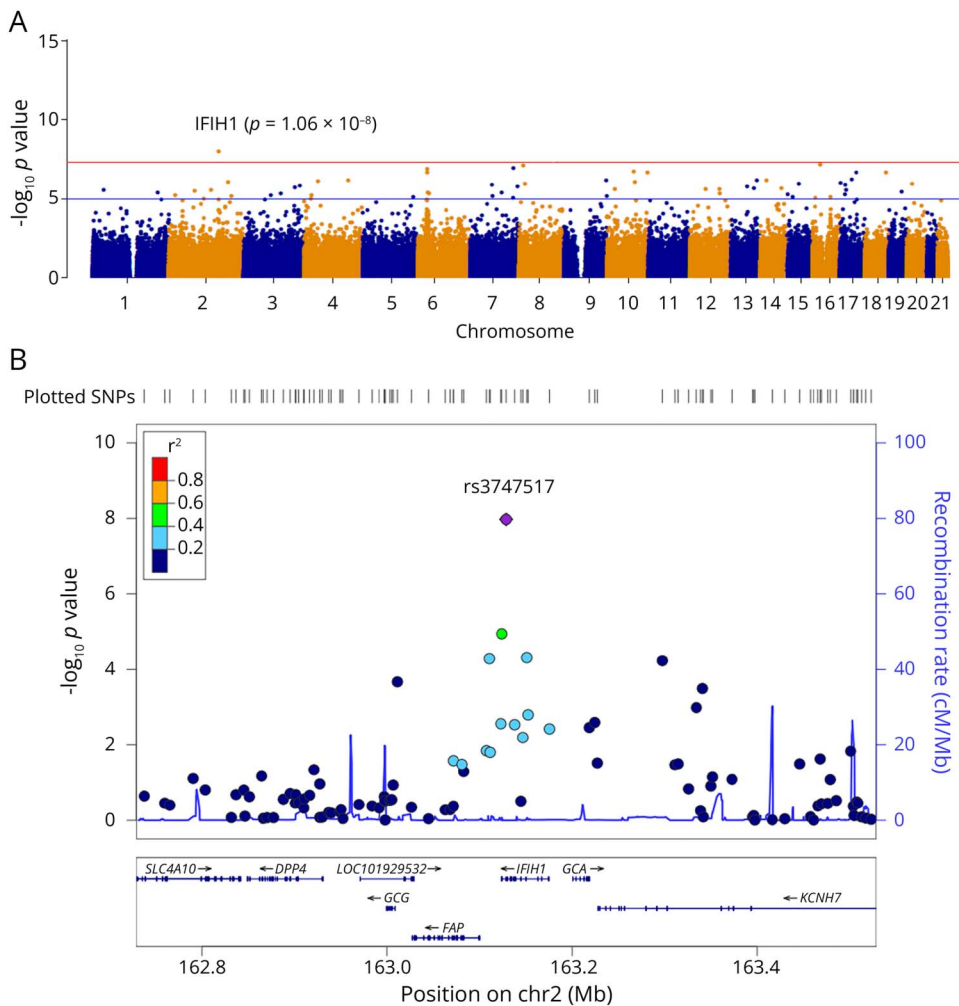 A
15
10
5
0
-log₁₀ p value
IFIH1 (p = 1.06 × 10⁻⁸)
1 2 3 4 5 6 7 8 9 10 11 12 13 14 15 16 17 18 19 20 21
Chromosome
B
Plotted SNPs
r²
0.8
0.6
0.4
0.2
rs3747517
10
8
6
4
2
0
-log₁₀ p value
100
80
60
40
20
0
Recombination rate (cM/Mb)
SLC4A10→ ←DPP4 LOC101929532→ ←IFIH1 GCA→
←GCG ←KCNH7
←FAP
162.8 163.0 163.2 163.4
Position on chr2 (Mb)